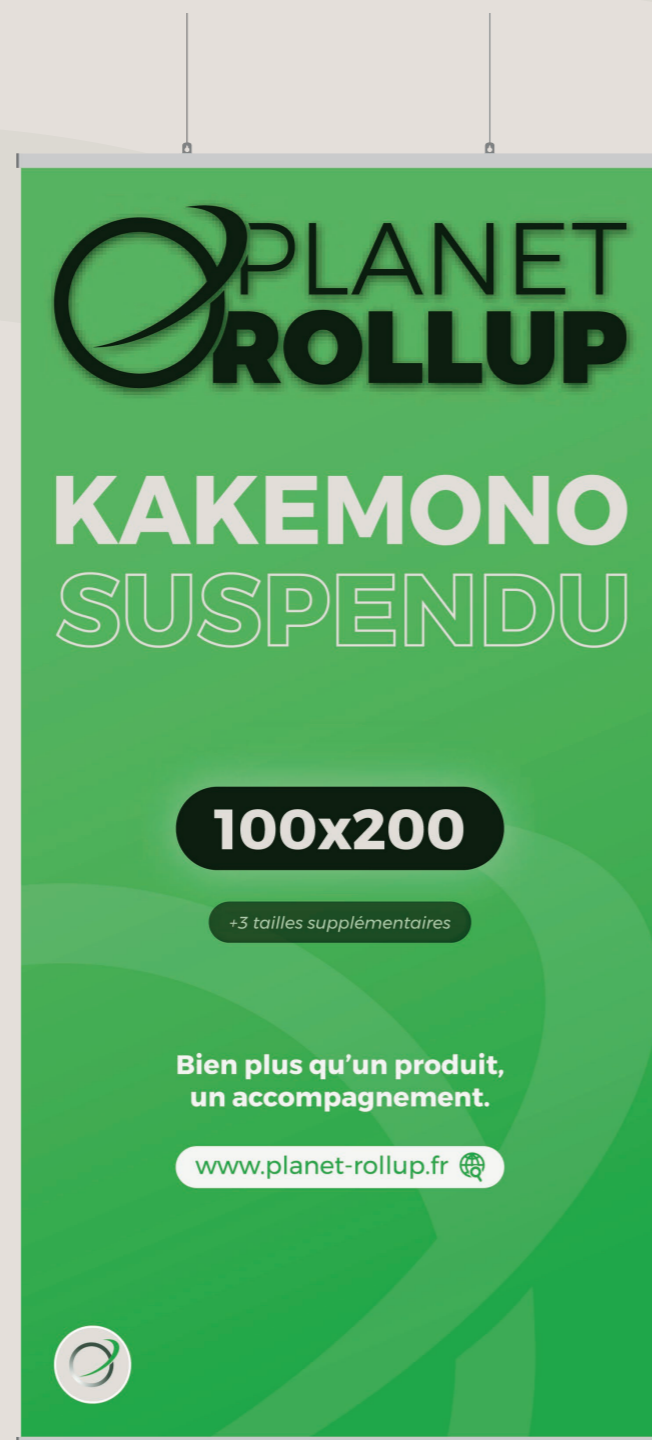 PLANET
ROLLUP
KAKEMONO
SUSPENDU
100x200
+3 tailles supplémentaires
Bien plus qu'un produit,
un accompagnement.
www.planet-rollup.fr